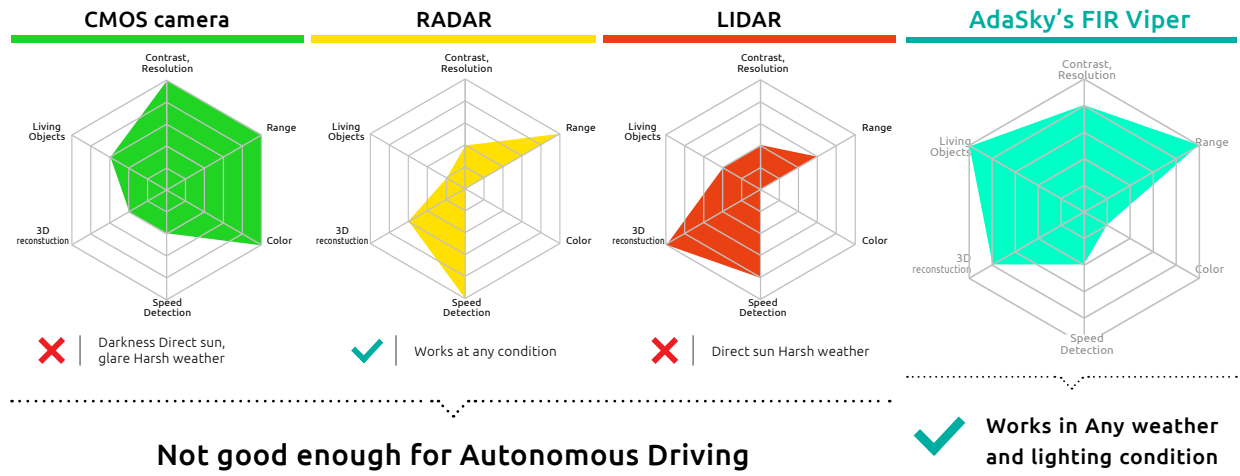 CMOS camera
Contrast,
Resolution
Range
Color
Speed
Detection
3D
reconstuction
Living
Objects
Darkness Direct sun,
glare Harsh weather
RADAR
Contrast,
Resolution
Range
Color
Speed
Detection
3D
reconstuction
Living
Objects
Works at any condition
LIDAR
Contrast,
Resolution
Range
Color
Speed
Detection
3D
reconstuction
Living
Objects
Direct sun Harsh weather
Not good enough for Autonomous Driving
AdaSky’s FIR Viper
Contrast,
Resolution
Range
Color
Speed
Detection
3D
reconstuction
Living
Objects
Works in Any weather
and lighting condition